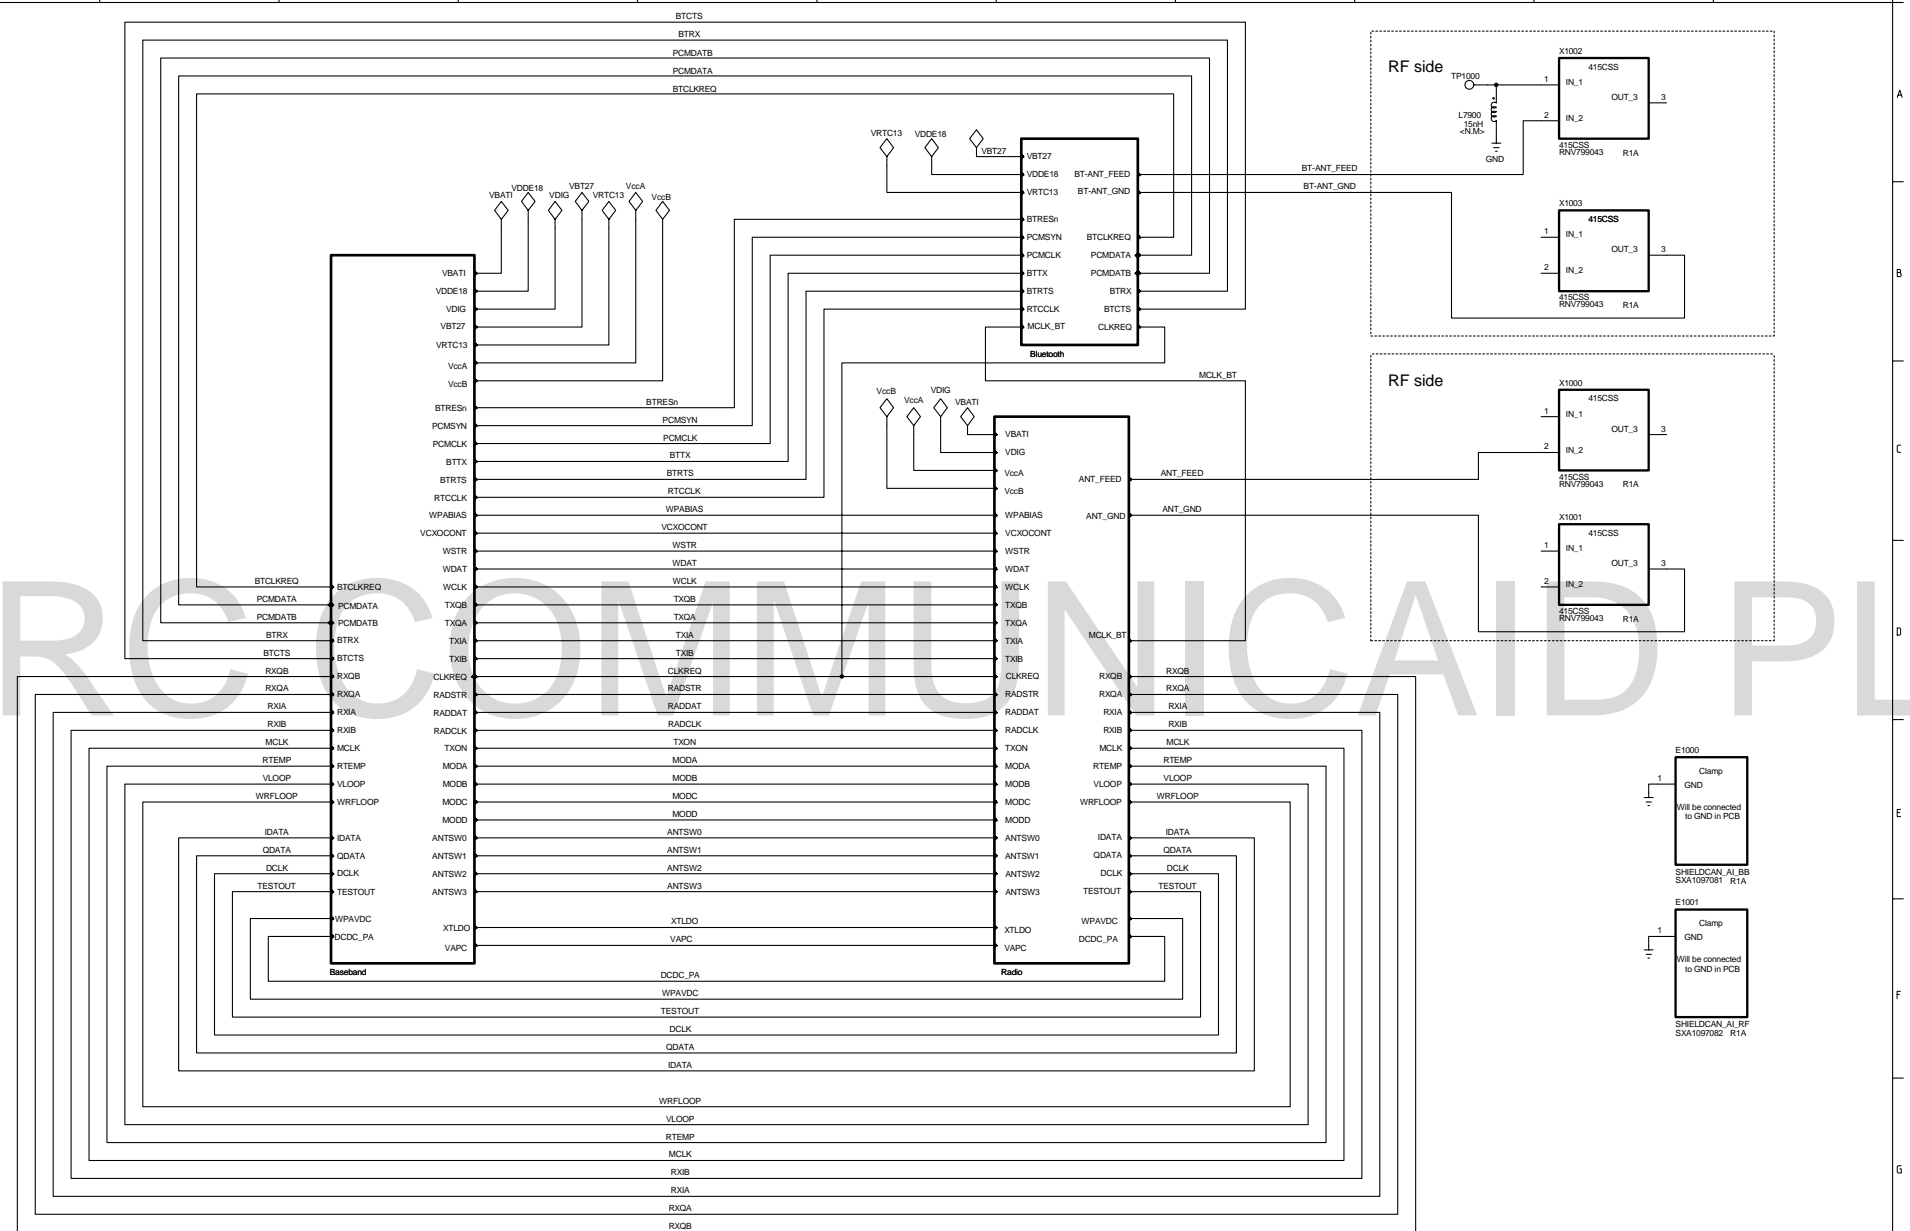 BTCTS
BTRX
PCMDATB
PCMDATA
BTCLKREQ
RF side
TP1000
L7900
15nH
<N.M>
GND
X1002
415CSS
1
IN_1
OUT_3
3
2
IN_2
415CSS
RNV799043 R1A
A
VRTC13
VDDE18
VBT27
VBT27
VDDE18
VRTC13
BTRESn
PCMSYN
PCMCLK
BTTX
BTRTS
RTCCLK
MCLK_BT
BT-ANT_FEED
BT-ANT_GND
BTCLKREQ
PCMDATA
PCMDATB
BTRX
BTCTS
CLKREQ
Bluetooth
BT-ANT_FEED
BT-ANT_GND
X1003
415CSS
1
IN_1
OUT_3
3
2
IN_2
415CSS
RNV799043 R1A
B
VBATI
VDDE18
VDIG
VBT27
VRTC13
VccA
VccB
VBATI
VDDE18
VDIG
VBT27
VRTC13
VccA
VccB
BTRESn
PCMSYN
PCMCLK
BTTX
BTRTS
RTCCLK
WPABIAS
VCXOCONT
WSTR
WDAT
WCLK
TXQB
TXQA
TXIA
TXIB
CLKREQ
RADSTR
RADDAT
RADCLK
TXON
MODA
MODB
MODC
MODD
ANTSW0
ANTSW1
ANTSW2
ANTSW3
XTLDO
VAPC
BTCLKREQ
PCMDATA
PCMDATB
BTRX
BTCTS
RXQB
RXQA
RXIA
RXIB
MCLK
RTEMP
VLOOP
WRFLOOP
IDATA
QDATA
DCLK
TESTOUT
BTCLKREQ
PCMDATA
PCMDATB
BTRX
BTCTS
RXQB
RXQA
RXIA
RXIB
MCLK
RTEMP
VLOOP
WRFLOOP
IDATA
QDATA
DCLK
TESTOUT
WPAVDC
DCDC_PA
Baseband
BTRESn
PCMSYN
PCMCLK
BTTX
BTRTS
RTCCLK
WPABIAS
VCXOCONT
WSTR
WDAT
WCLK
TXQB
TXQA
TXIA
TXIB
CLKREQ
RADSTR
RADDAT
RADCLK
TXON
MODA
MODB
MODC
MODD
ANTSW0
ANTSW1
ANTSW2
ANTSW3
XTLDO
VAPC
VccB
VccA
VDIG
VBATI
MCLK_BT
VBATI
VDIG
VccA
VccB
WPABIAS
VCXOCONT
WSTR
WDAT
WCLK
TXQB
TXQA
TXIA
TXIB
CLKREQ
RADSTR
RADDAT
RADCLK
TXON
MODA
MODB
MODC
MODD
ANTSW0
ANTSW1
ANTSW2
ANTSW3
XTLDO
VAPC
ANT_FEED
ANT_GND
MCLK_BT
RXQB
RXQA
RXIA
RXIB
MCLK
RTEMP
VLOOP
WRFLOOP
IDATA
QDATA
DCLK
TESTOUT
WPAVDC
DCDC_PA
Radio
ANT_FEED
ANT_GND
RXQB
RXQA
RXIA
RXIB
MCLK
RTEMP
VLOOP
WRFLOOP
IDATA
QDATA
DCLK
TESTOUT
RF side
X1000
415CSS
1
IN_1
OUT_3
3
2
IN_2
415CSS
RNV799043 R1A
C
X1001
415CSS
1
IN_1
OUT_3
3
2
IN_2
415CSS
RNV799043 R1A
D
RC COMMUNICAID PL
E1000
Clamp
1
GND
Will be connected
to GND in PCB
SHIELDCAN_AI_BB
SXA1097081 R1A
E
E1001
Clamp
1
GND
Will be connected
to GND in PCB
SHIELDCAN_AI_RF
SXA1097082 R1A
F
DCDC_PA
WPAVDC
TESTOUT
DCLK
QDATA
IDATA
WRFLOOP
VLOOP
RTEMP
MCLK
RXIB
RXIA
RXQA
RXQB
G